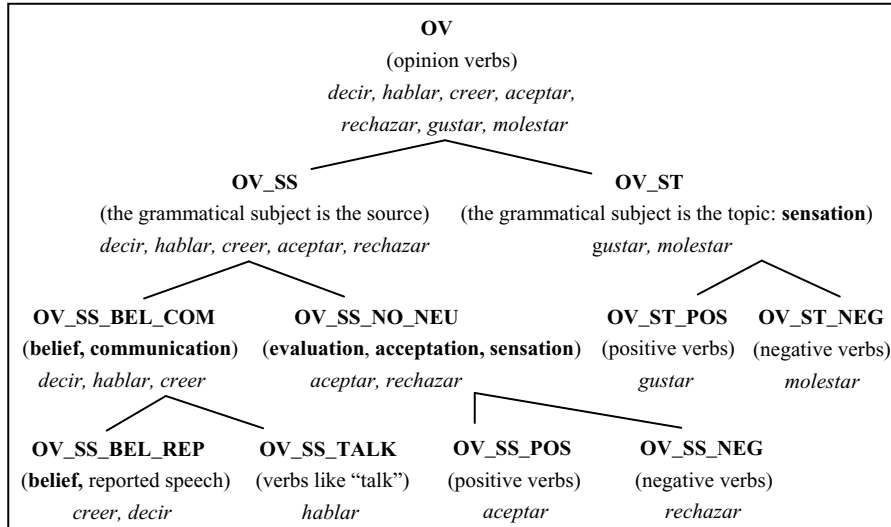 OV
(opinion verbs)
decir, hablar, creer, aceptar,
rechazar, gustar, molestar
OV_SS
(the grammatical subject is the source)
decir, hablar, creer, aceptar, rechazar
OV_ST
(the grammatical subject is the topic: sensation)
gustar, molestar
OV_SS_BEL_COM
(belief, communication)
decir, hablar, creer
OV_SS_NO_NEU
(evaluation, acceptation, sensation)
aceptar, rechazar
OV_ST_POS
(positive verbs)
gustar
OV_ST_NEG
(negative verbs)
molestar
OV_SS_BEL_REP
(belief, reported speech)
creer, decir
OV_SS_TALK
(verbs like “talk”)
hablar
OV_SS_POS
(positive verbs)
aceptar
OV_SS_NEG
(negative verbs)
rechazar